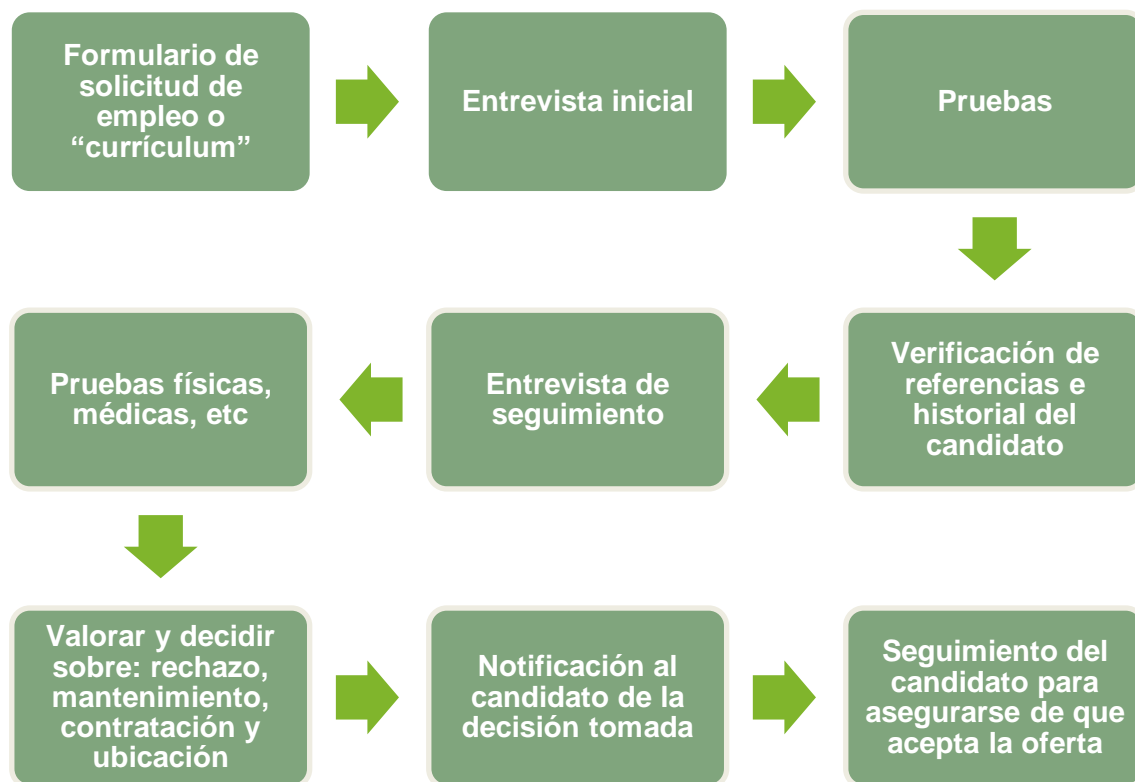 Formulario de
solicitud de
empleo o
“currículum”
Entrevista inicial
Pruebas
Verificación de
referencias e
historial del
candidato
Entrevista de
seguimiento
Pruebas físicas,
médicas, etc
Valorar y decidir
sobre: rechazo,
mantenimiento,
contratación y
ubicación
Notificación al
candidato de la
decisión tomada
Seguimiento del
candidato para
asegurarse de que
acepta la oferta